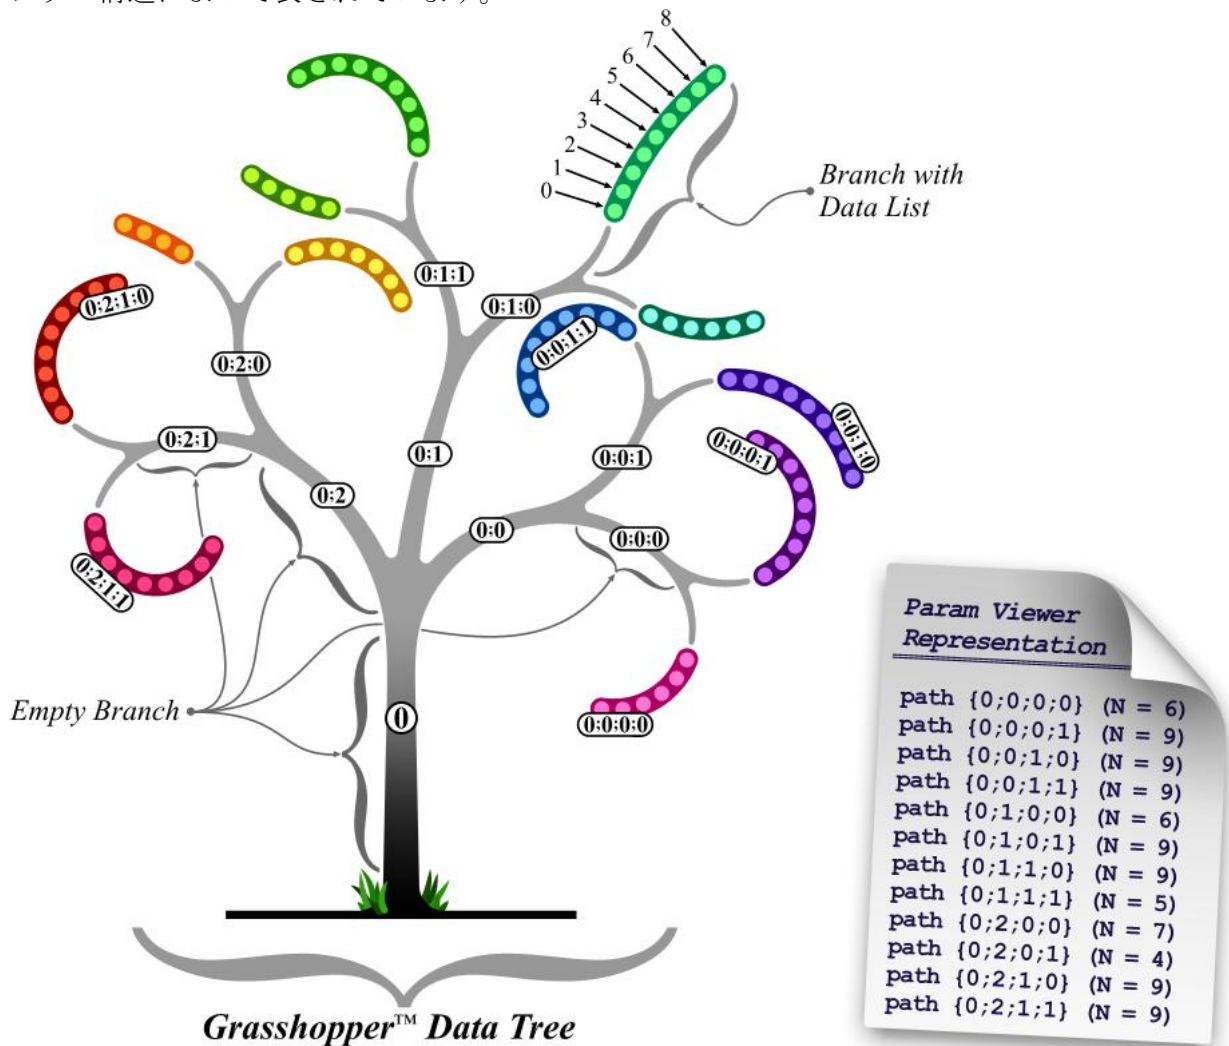 8
7
6
5
4
3
2
1
0
Branch with
Data List
0;1;1
0;2;1;0
0;1;0
0;0;1;1
0;2;0
0;0;1;0
0;2;1
0;1
0;0;1
0;0;0;1
0;2
0;0
0;0;0
0;2;1;1
Empty Branch
0
0;0;0;0
Param Viewer
Representation
path {0;0;0;0} (N = 6)
path {0;0;0;1} (N = 9)
path {0;0;1;0} (N = 9)
path {0;0;1;1} (N = 9)
path {0;1;0;0} (N = 6)
path {0;1;0;1} (N = 9)
path {0;1;1;0} (N = 9)
path {0;1;1;1} (N = 5)
path {0;2;0;0} (N = 7)
path {0;2;0;1} (N = 4)
path {0;2;1;0} (N = 9)
path {0;2;1;1} (N = 9)
Grasshopper™ Data Tree